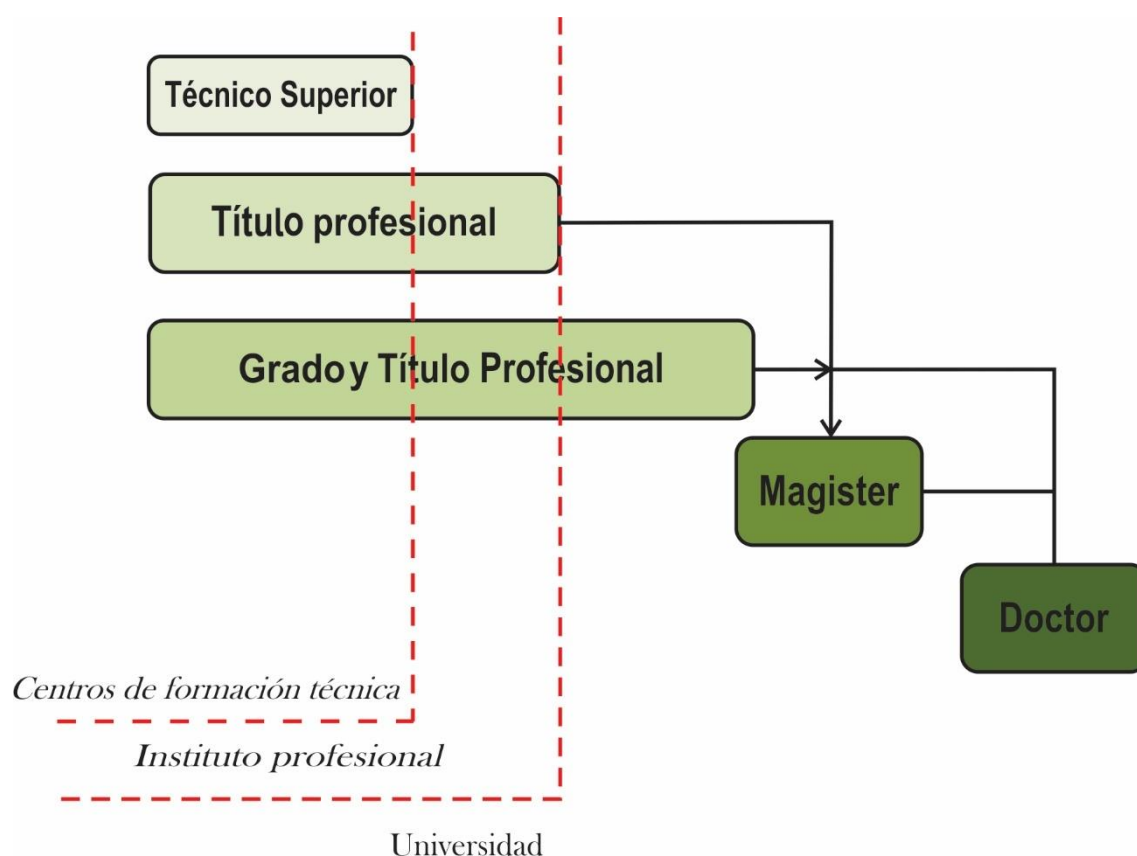 Técnico Superior
Título profesional
Grado y Título Profesional
Magister
Doctor
Centros de formación técnica
Instituto profesional
Universidad